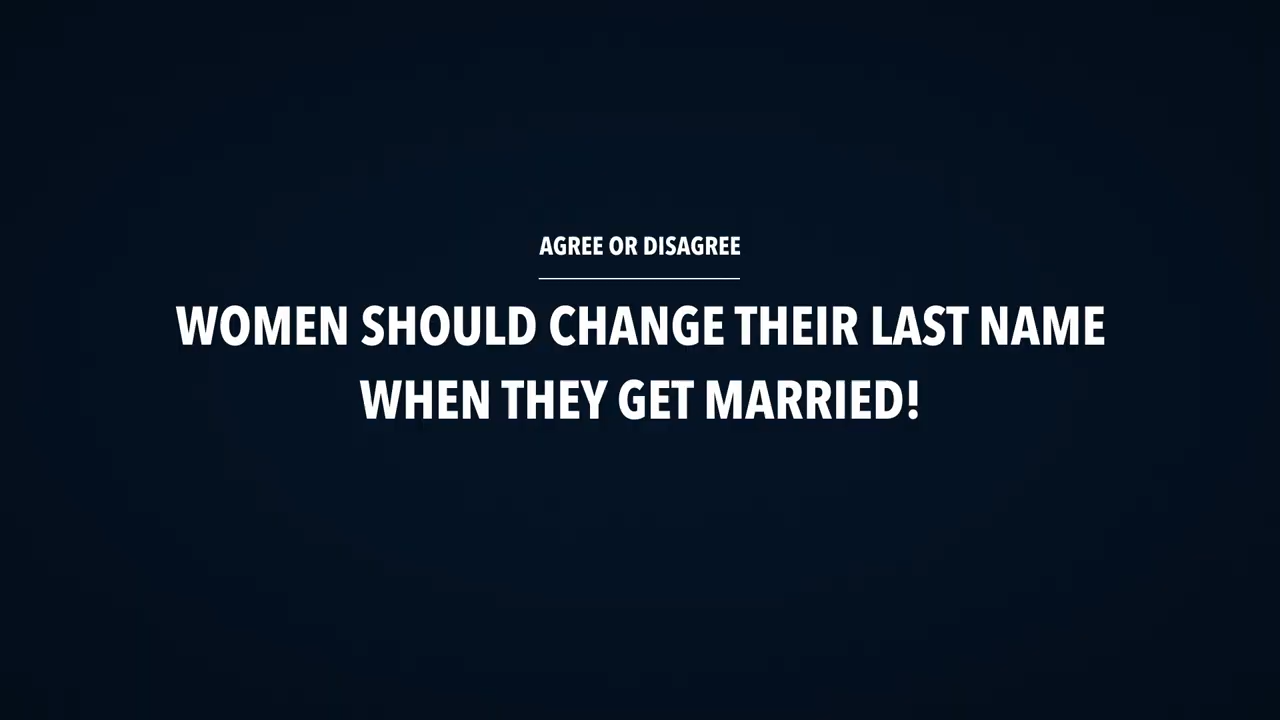 AGREE OR DISAGREE
WOMEN SHOULD CHANGE THEIR LAST NAME
WHEN THEY GET MARRIED!